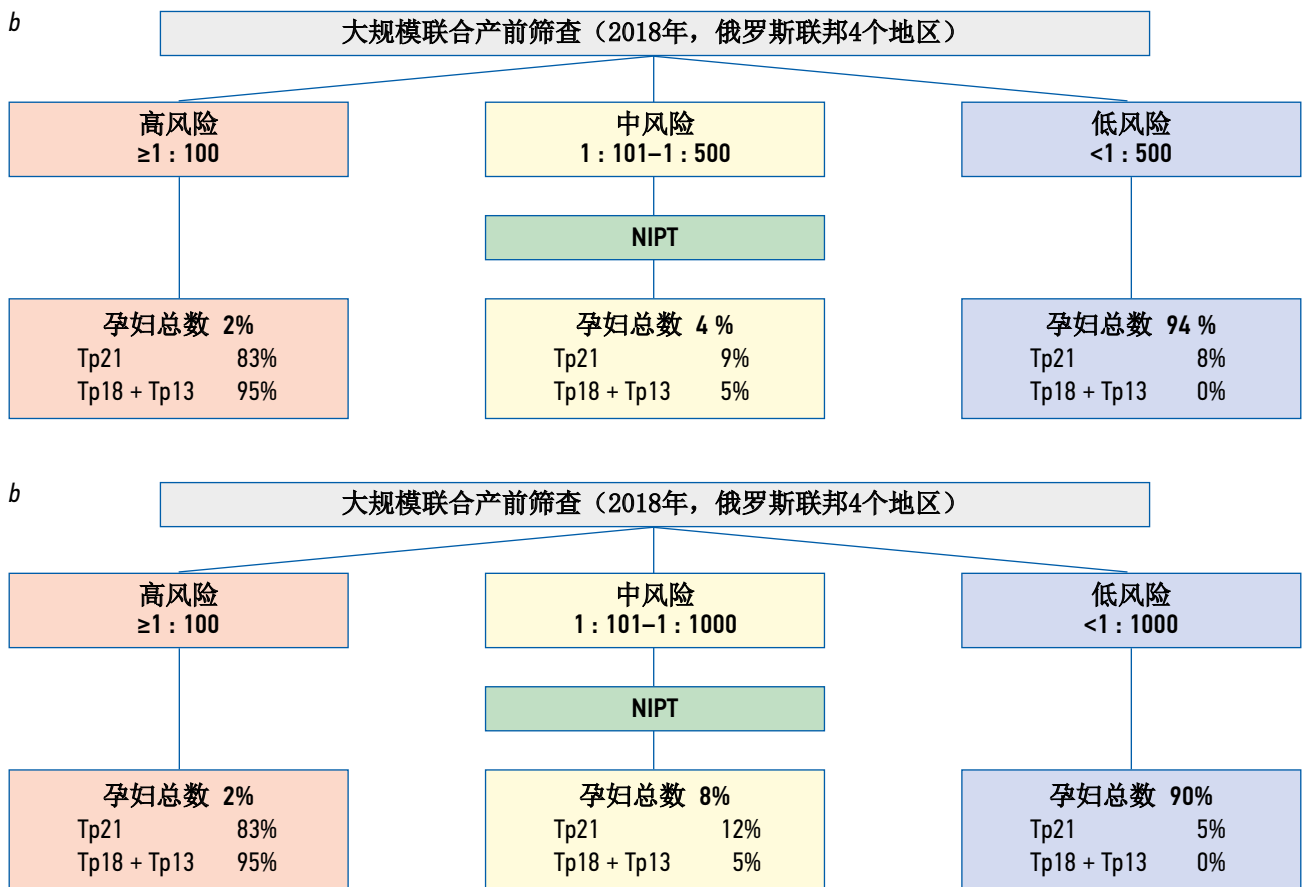 b
大规模联合产前筛查（2018年，俄罗斯联邦4个地区）
高风险
≥1 : 100
中风险
1 : 101–1 : 500
低风险
<1 : 500
NIPT
孕妇总数 2%
Tp21 83%
Tp18 + Tp13 95%
孕妇总数 4 %
Tp21 9%
Tp18 + Tp13 5%
孕妇总数 94 %
Tp21 8%
Tp18 + Tp13 0%
b
大规模联合产前筛查（2018年，俄罗斯联邦4个地区）
高风险
≥1 : 100
中风险
1 : 101–1 : 1000
低风险
<1 : 1000
NIPT
孕妇总数 2%
Tp21 83%
Tp18 + Tp13 95%
孕妇总数 8%
Tp21 12%
Tp18 + Tp13 5%
孕妇总数 90%
Tp21 5%
Tp18 + Tp13 0%